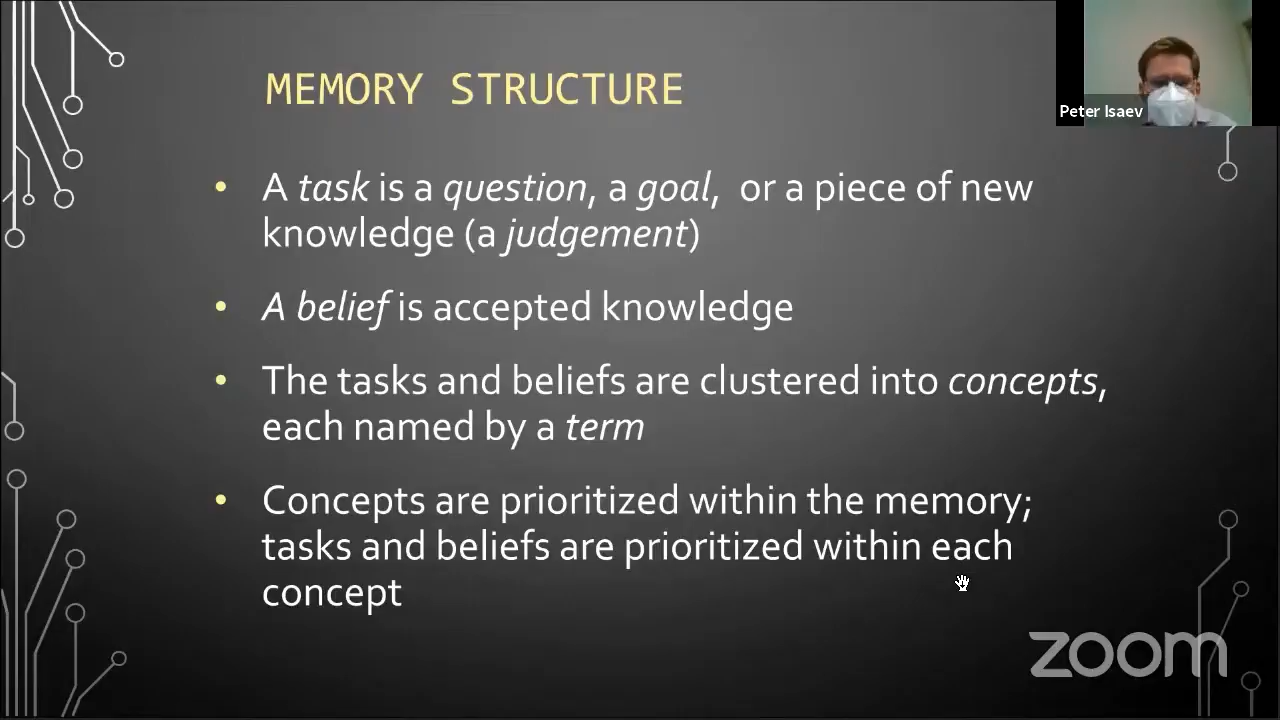 MEMORY STRUCTURE
Peter Isaev
• A task is a question, a goal, or a piece of new
knowledge (a judgement)
• A belief is accepted knowledge
• The tasks and beliefs are clustered into concepts,
each named by a term
• Concepts are prioritized within the memory;
tasks and beliefs are prioritized within each
concept
zoom